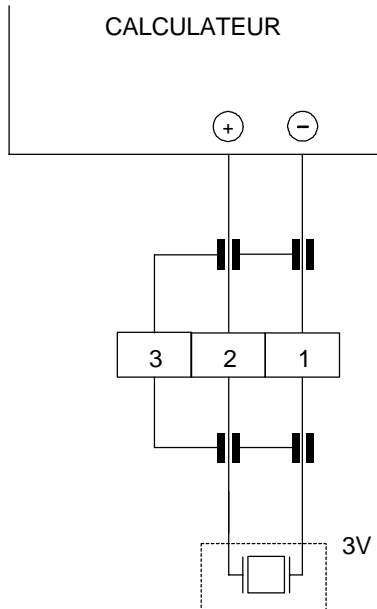 CALCULATEUR
+ −
3 2 1
3V